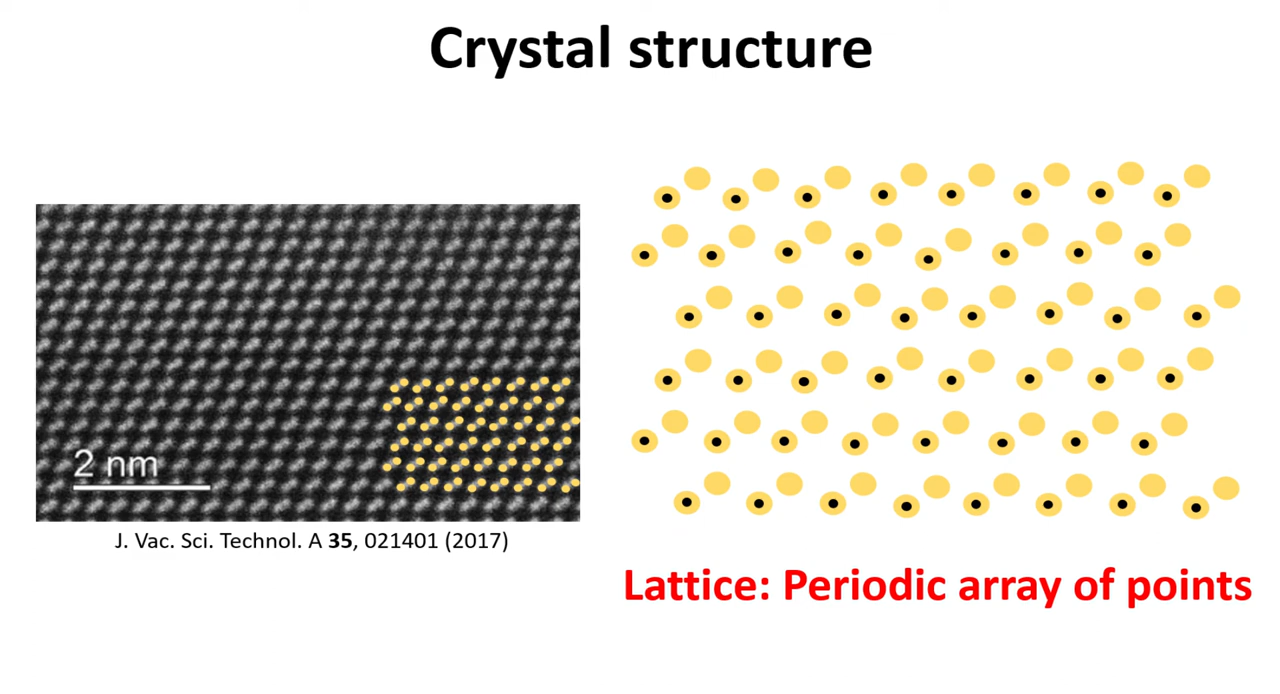 Crystal structure
2 nm
J. Vac. Sci. Technol. A 35, 021401 (2017)
Lattice: Periodic array of points